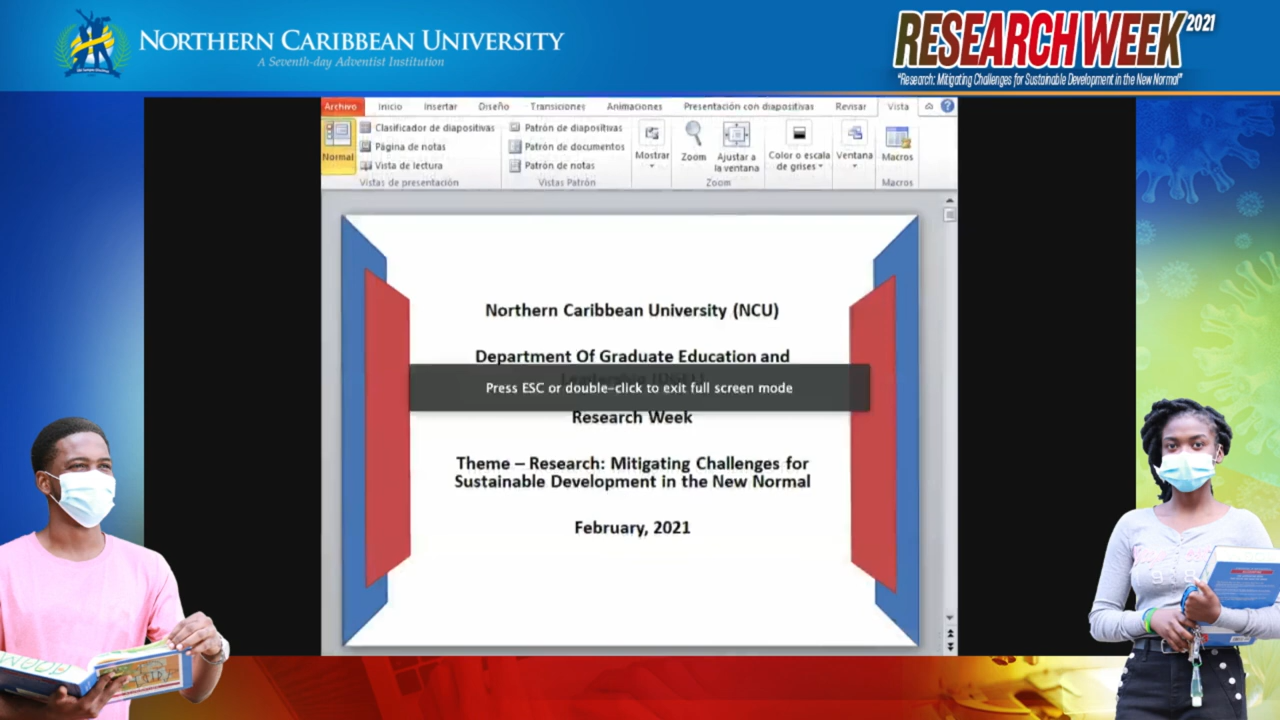 NORTHERN CARIBBEAN UNIVERSITY
A Seventh-day Adventist Institution
RESEARCH WEEK 2021
"Research: Mitigating Challenges for Sustainable Development in the New Normal"
Archivo Inicio Insertar Diseño Transiciones Animaciones Presentación con diapositivas Revisar Vista
Normal
Clasificador de diapositivas
Página de notas
Vista de lectura
Vistas de presentación
Patrón de diapositivas
Patrón de documentos
Patrón de notas
Vistas Patrón
Mostrar
Zoom
Ajustar a
la ventana
Zoom
Color o escala
de grises
Ventana
Macros
Macros
Northern Caribbean University (NCU)
Department Of Graduate Education and
Press ESC or double-click to exit full screen mode
Research Week
Theme – Research: Mitigating Challenges for
Sustainable Development in the New Normal
February, 2021